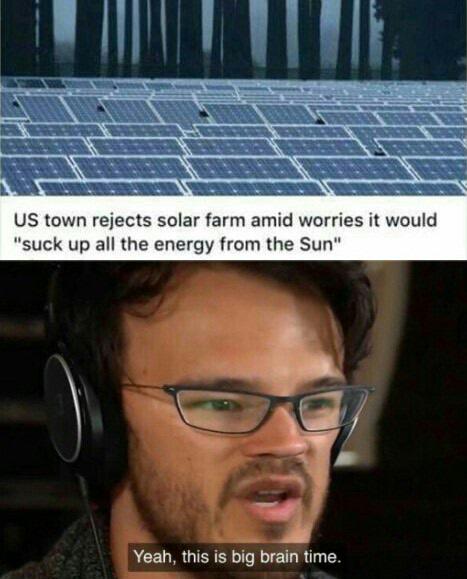 US town rejects solar farm amid worries it would
"suck up all the energy from the Sun"
Yeah, this is big brain time.